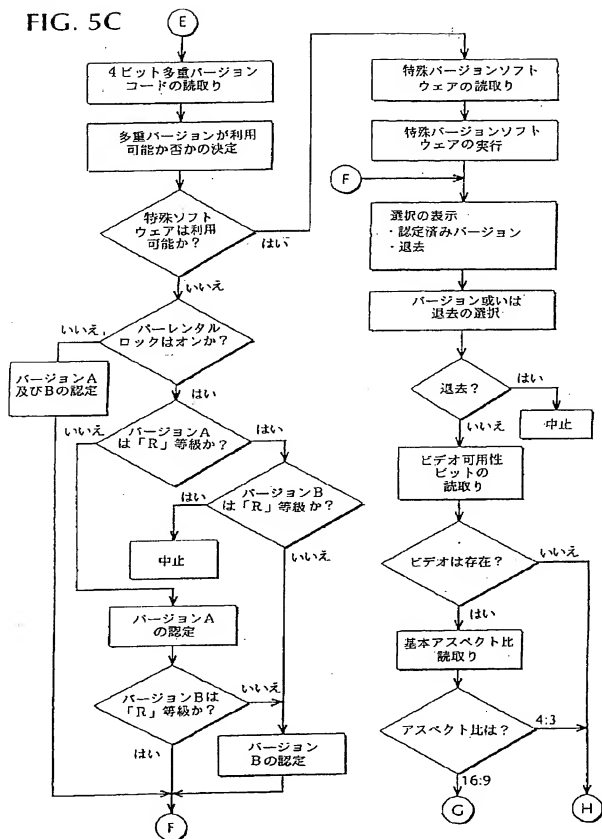 FIG. 5C
E
4ビット多重バージョン
コードの読取り
多重バージョンが利用
可能か否かの決定
特殊ソフト
ウェアは利用
可能か?
はい
いいえ
パーレンタル
ロックはオンか?
いいえ
はい
バージョンA
及びBの認定
バージョンA
は「R」等級か?
いいえ
はい
バージョンB
は「R」等級か?
はい
いいえ
中止
バージョンA
の認定
バージョンBは
「R」等級か?
いいえ
はい
バージョン
Bの認定
F
特殊バージョンソフト
ウェアの読取り
特殊バージョンソフト
ウェアの実行
F
選択の表示
・認定済みバージョン
・退去
バージョン或いは
退去の選択
退去?
はい
いいえ
中止
ビデオ可用性
ビットの
読取り
ビデオは存在?
いいえ
はい
基本アスペクト比
読取り
アスペクト比は?
4:3
16:9
G
H